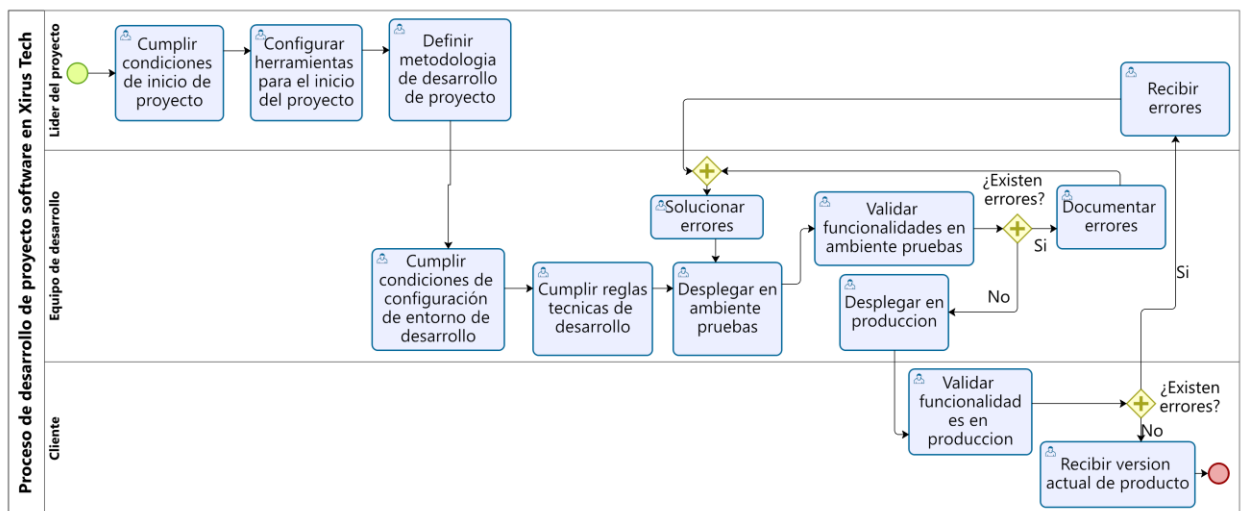 Proceso de desarrollo de proyecto software en Xirus Tech
Lider del proyecto
Cumplir
condiciones
de inicio de
proyecto
Configurar
herramientas
para el inicio
del proyecto
Definir
metodologia
de desarrollo
de proyecto
Recibir
errores
Equipo de desarrollo
Cumplir
condiciones de
configuración
de entorno de
desarrollo
Cumplir reglas
tecnicas de
desarrollo
Solucionar
errores
Desplegar en
ambiente
pruebas
Validar
funcionalidades en
ambiente pruebas
¿Existen
errores?
Si
No
Documentar
errores
Desplegar en
produccion
Cliente
Validar
funcionalidad
es en
produccion
¿Existen
errores?
Si
No
Recibir version
actual de producto